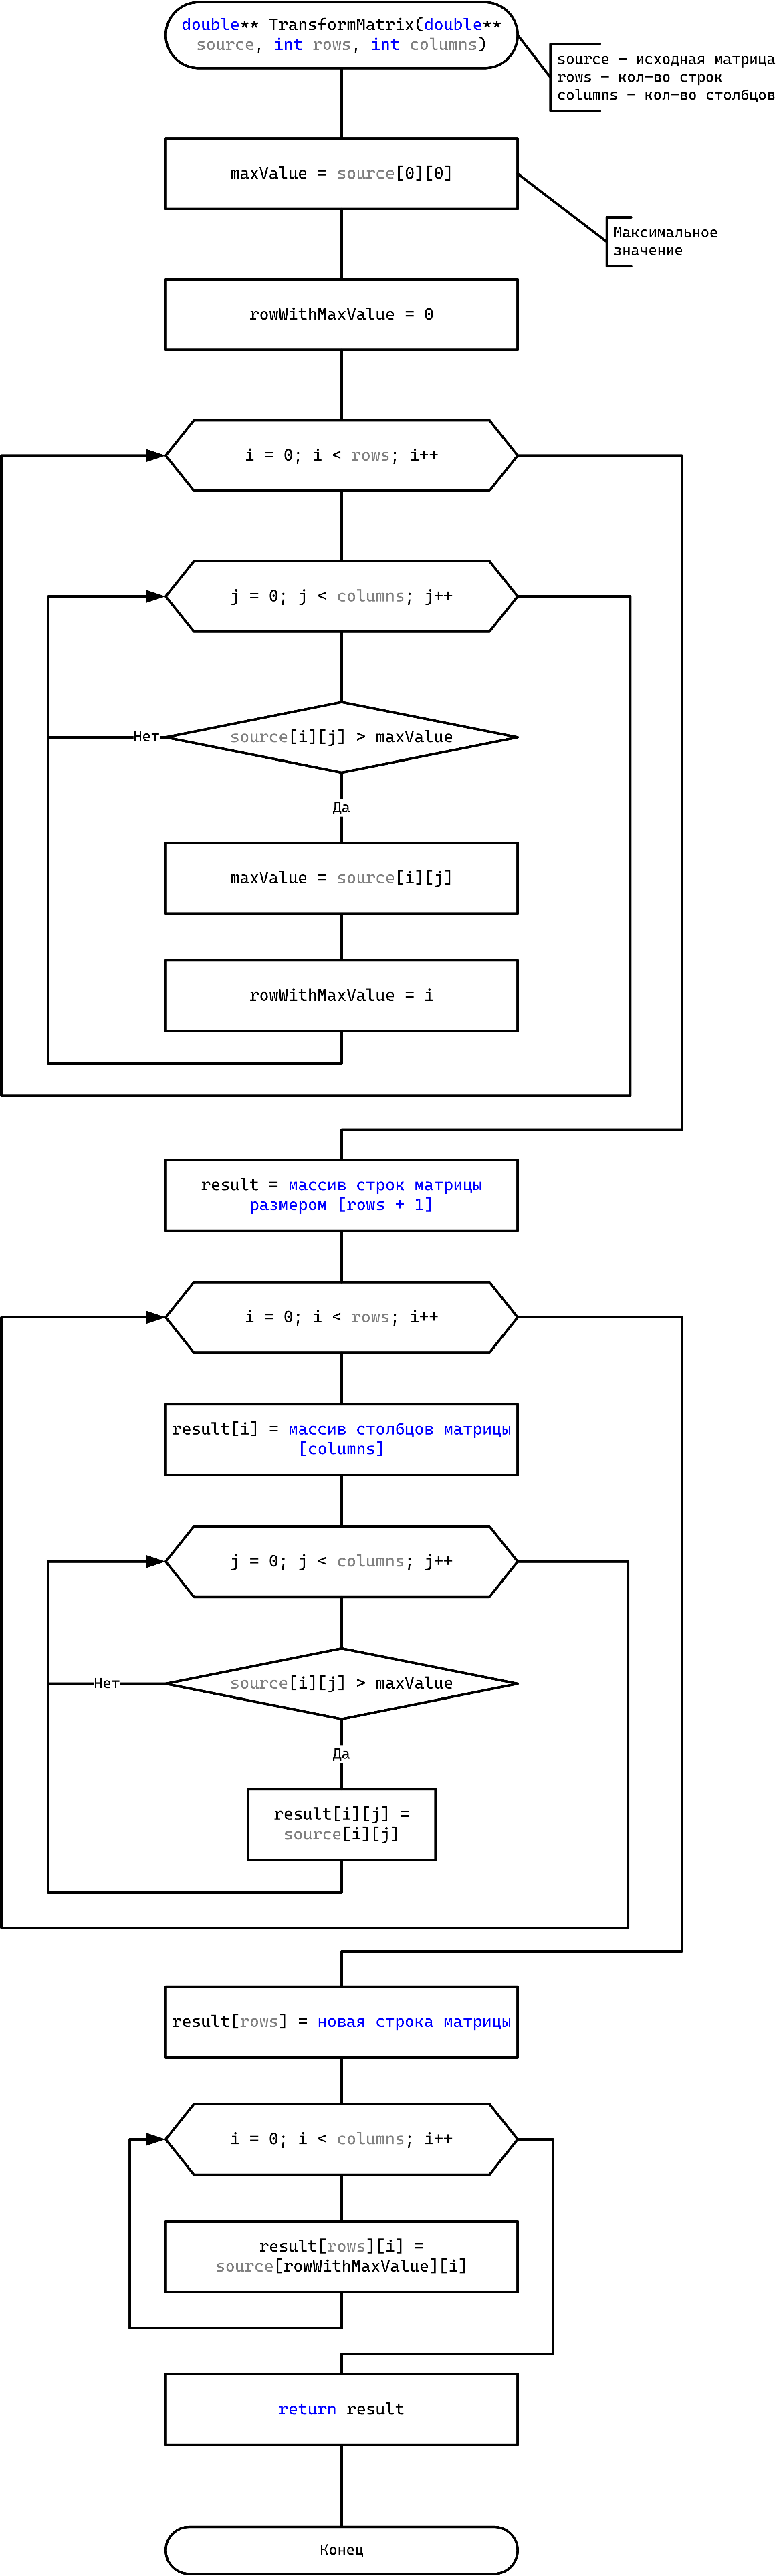 double** TransformMatrix(double**
source, int rows, int columns)
source – исходная матрица
rows – кол-во строк
columns – кол-во столбцов
maxValue = source[0][0]
Максимальное
значение
rowWithMaxValue = 0
i = 0; i < rows; i++
j = 0; j < columns; j++
Нет
source[i][j] > maxValue
Да
maxValue = source[i][j]
rowWithMaxValue = i
result = массив строк матрицы
размером [rows + 1]
i = 0; i < rows; i++
result[i] = массив столбцов матрицы
[columns]
j = 0; j < columns; j++
Нет
source[i][j] > maxValue
Да
result[i][j] =
source[i][j]
result[rows] = новая строка матрицы
i = 0; i < columns; i++
result[rows][i] =
source[rowWithMaxValue][i]
return result
Конец